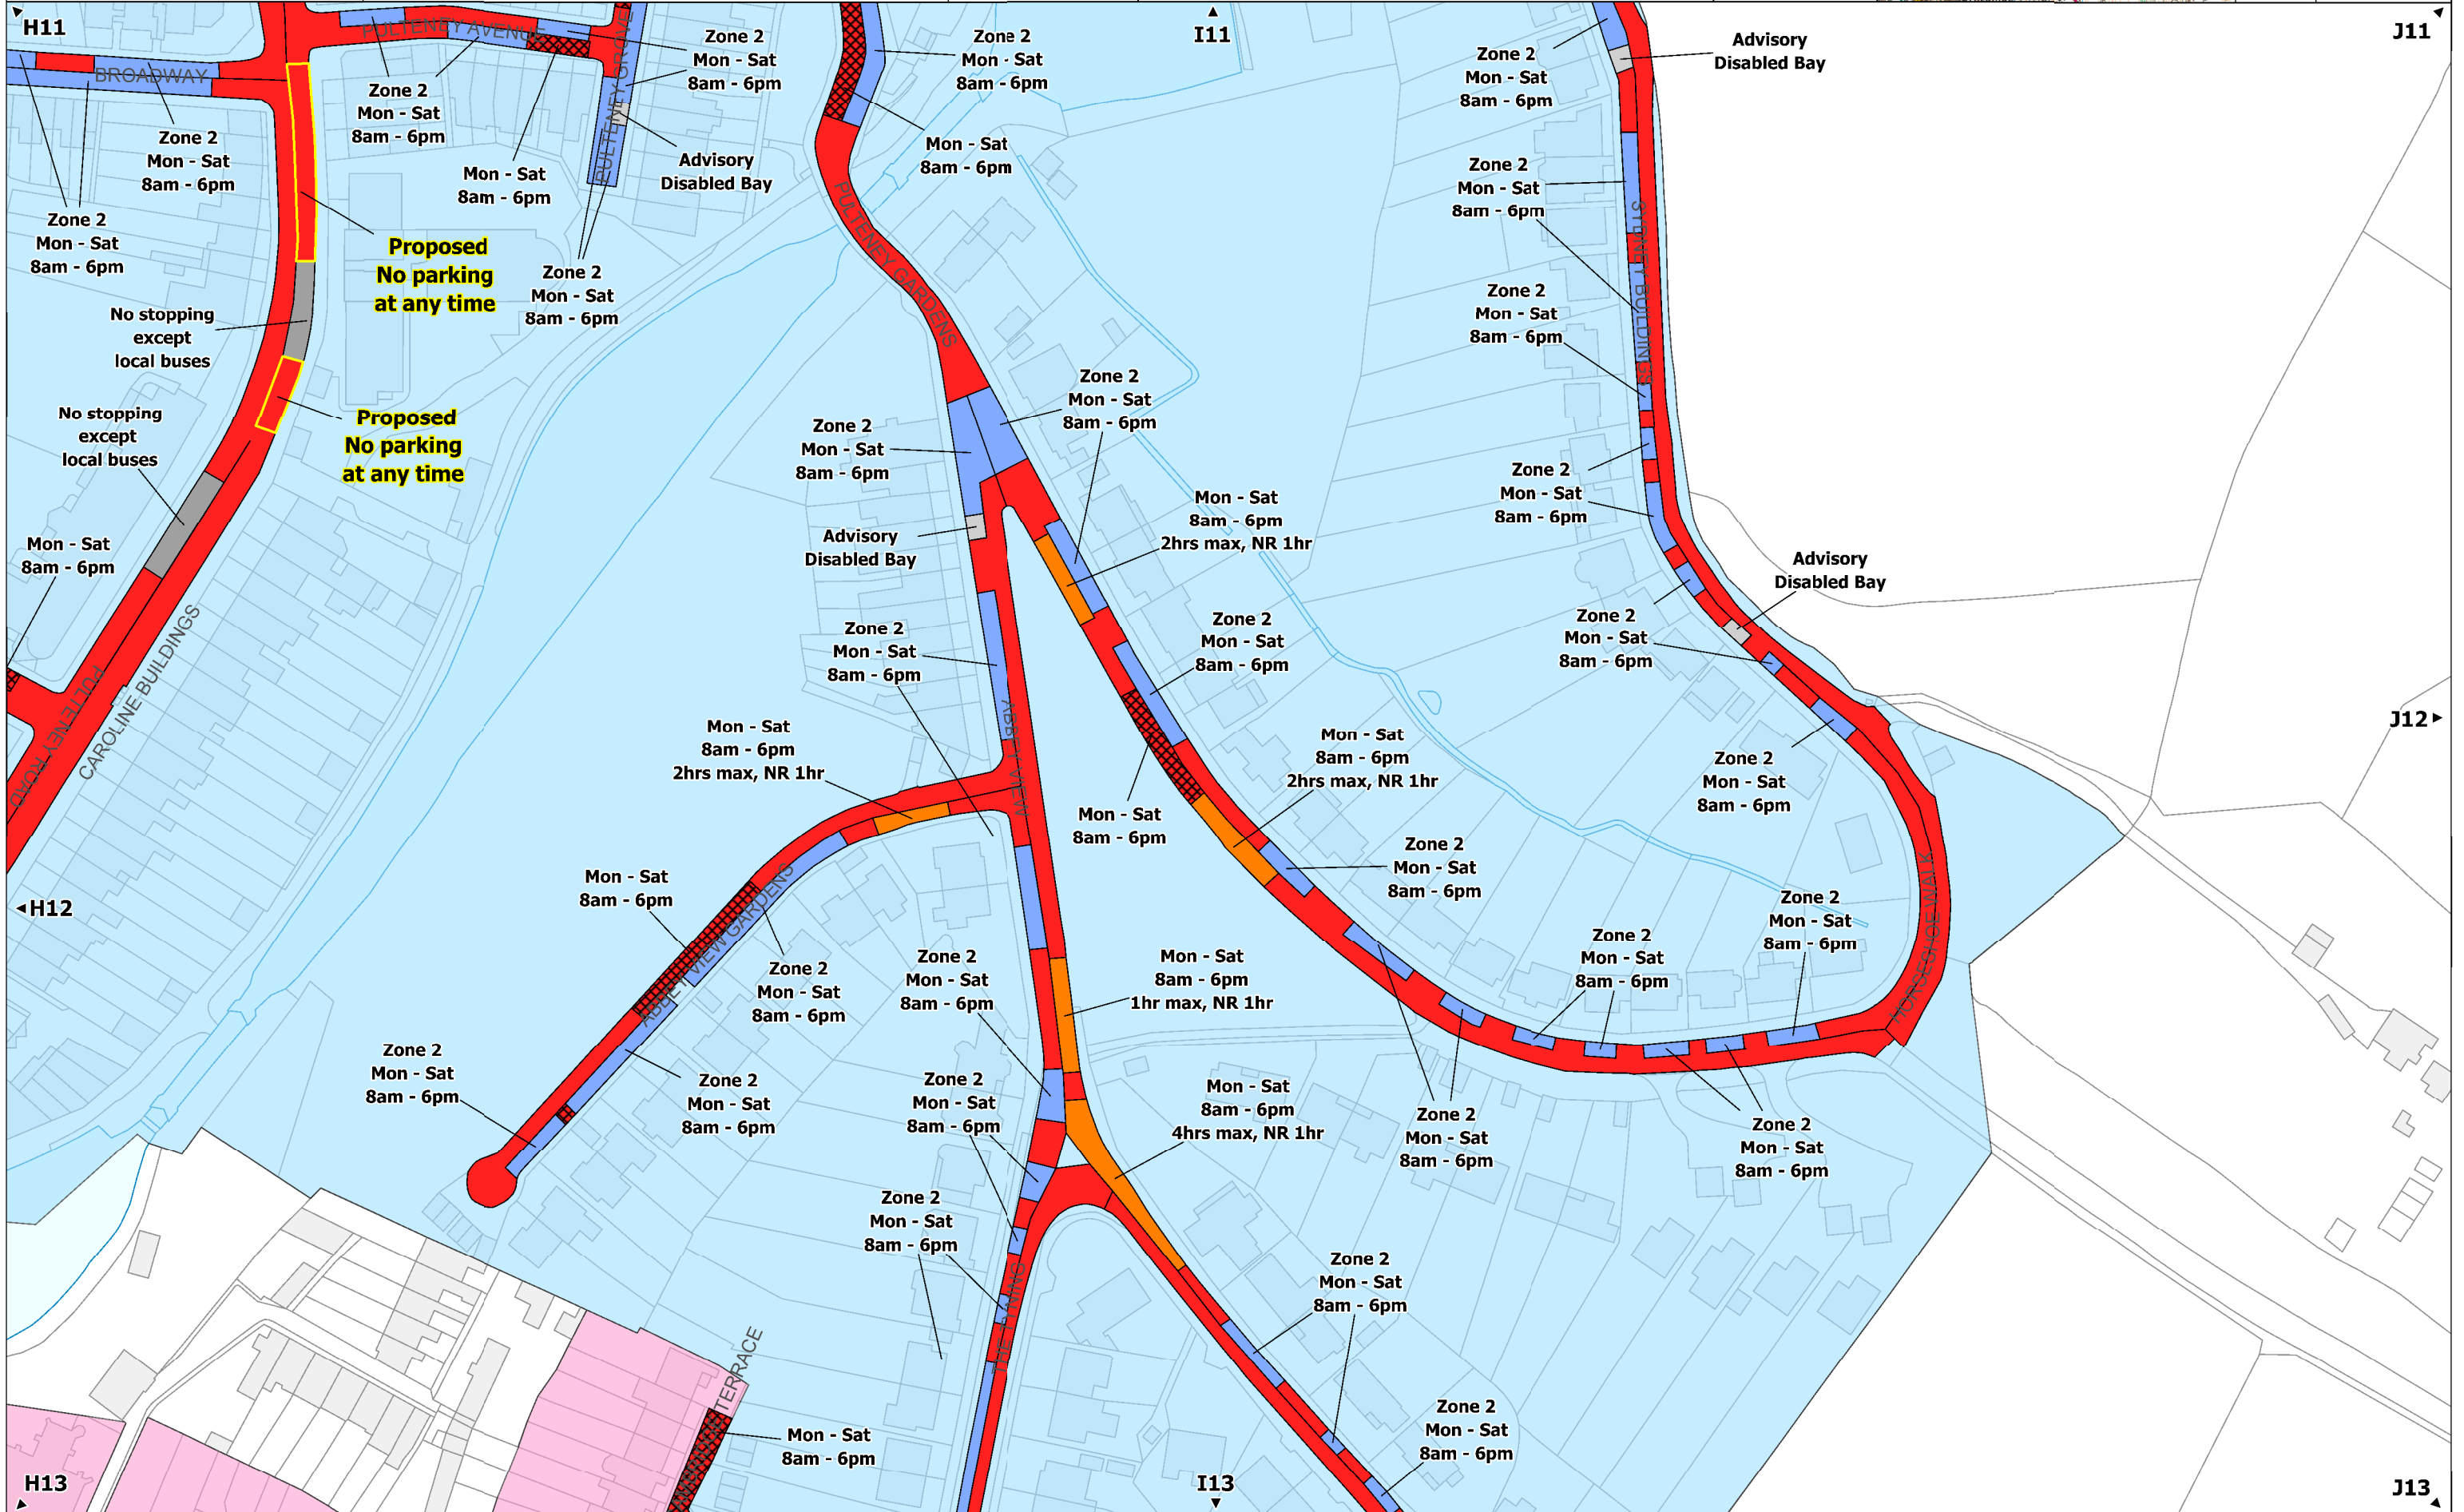 H11
I11
J11
PULTENEY AVENUE
BROADWAY
PULTENEY GROVE
Zone 2
Mon - Sat
8am - 6pm
Zone 2
Mon - Sat
8am - 6pm
Zone 2
Mon - Sat
8am - 6pm
Advisory
Disabled Bay
Zone 2
Mon - Sat
8am - 6pm
Zone 2
Mon - Sat
8am - 6pm
Mon - Sat
8am - 6pm
Mon - Sat
8am - 6pm
Advisory
Disabled Bay
Zone 2
Mon - Sat
8am - 6pm
PULTENEY GARDENS
SYDNEY BUILDINGS
Zone 2
Mon - Sat
8am - 6pm
Proposed
No parking
at any time
Zone 2
Mon - Sat
8am - 6pm
Zone 2
Mon - Sat
8am - 6pm
No stopping
except
local buses
Zone 2
Mon - Sat
8am - 6pm
No stopping
except
local buses
Proposed
No parking
at any time
Zone 2
Mon - Sat
8am - 6pm
Zone 2
Mon - Sat
8am - 6pm
Mon - Sat
8am - 6pm
2hrs max, NR 1hr
Advisory
Disabled Bay
Mon - Sat
8am - 6pm
Advisory
Disabled Bay
Zone 2
Mon - Sat
8am - 6pm
CAROLINE BUILDINGS
PULTENEY ROAD
Zone 2
Mon - Sat
8am - 6pm
Zone 2
Mon - Sat
8am - 6pm
ABBEY VIEW
Mon - Sat
8am - 6pm
2hrs max, NR 1hr
Mon - Sat
8am - 6pm
2hrs max, NR 1hr
Zone 2
Mon - Sat
8am - 6pm
J12
Mon - Sat
8am - 6pm
Zone 2
Mon - Sat
8am - 6pm
H12
Mon - Sat
8am - 6pm
ABBEY VIEW GARDENS
HORSESHOE WALK
Zone 2
Mon - Sat
8am - 6pm
Zone 2
Mon - Sat
8am - 6pm
Zone 2
Mon - Sat
8am - 6pm
Zone 2
Mon - Sat
8am - 6pm
Mon - Sat
8am - 6pm
1hr max, NR 1hr
Zone 2
Mon - Sat
8am - 6pm
Zone 2
Mon - Sat
8am - 6pm
Zone 2
Mon - Sat
8am - 6pm
Mon - Sat
8am - 6pm
4hrs max, NR 1hr
Zone 2
Mon - Sat
8am - 6pm
Zone 2
Mon - Sat
8am - 6pm
Zone 2
Mon - Sat
8am - 6pm
Zone 2
Mon - Sat
8am - 6pm
THE TYNING
TERRACE
Zone 2
Mon - Sat
8am - 6pm
Mon - Sat
8am - 6pm
H13
I13
J13